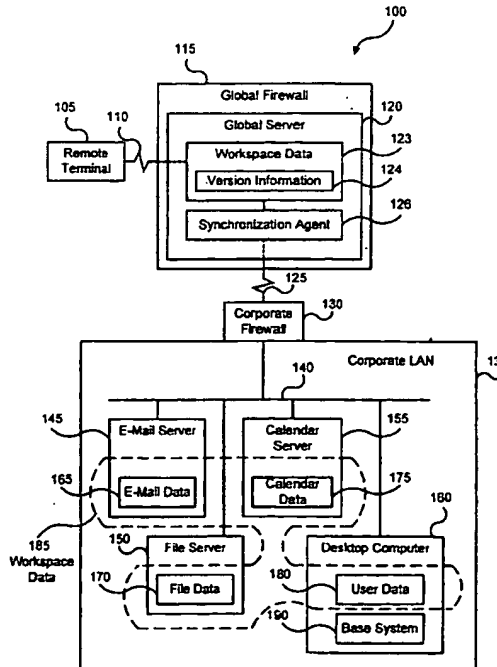 100
115
Global Firewall
105
110
120
Global Server
Remote Terminal
Workspace Data
123
Version Information
124
Synchronization Agent
126
125
Corporate Firewall
130
Corporate LAN
140
145
E-Mail Server
Calendar Server
155
165
E-Mail Data
Calendar Data
175
185
Workspace Data
150
File Server
Desktop Computer
160
170
File Data
180
User Data
190
Base System